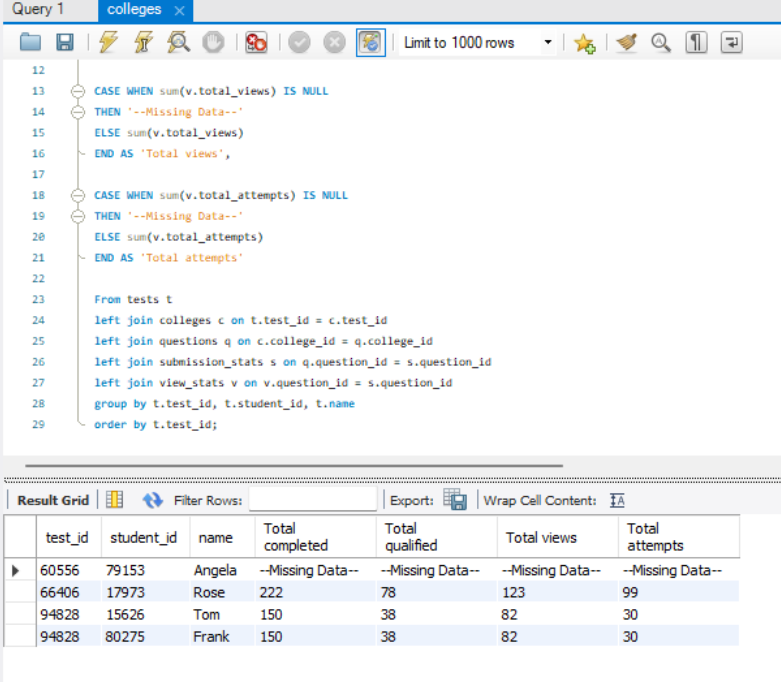 Query 1 colleges ×
Limit to 1000 rows
12
13 CASE WHEN sum(v.total_views) IS NULL
14 THEN '--Missing Data--'
15 ELSE sum(v.total_views)
16 END AS 'Total views',
17
18 CASE WHEN sum(v.total_attempts) IS NULL
19 THEN '--Missing Data--'
20 ELSE sum(v.total_attempts)
21 END AS 'Total attempts'
22
23 From tests t
24 left join colleges c on t.test_id = c.test_id
25 left join questions q on c.college_id = q.college_id
26 left join submission_stats s on q.question_id = s.question_id
27 left join view_stats v on v.question_id = s.question_id
28 group by t.test_id, t.student_id, t.name
29 order by t.test_id;
Result Grid Filter Rows: Export: Wrap Cell Content: IA
test_id student_id name Total completed Total qualified Total views Total attempts
60556 79153 Angela --Missing Data-- --Missing Data-- --Missing Data-- --Missing Data--
66406 17973 Rose 222 78 123 99
94828 15626 Tom 150 38 82 30
94828 80275 Frank 150 38 82 30